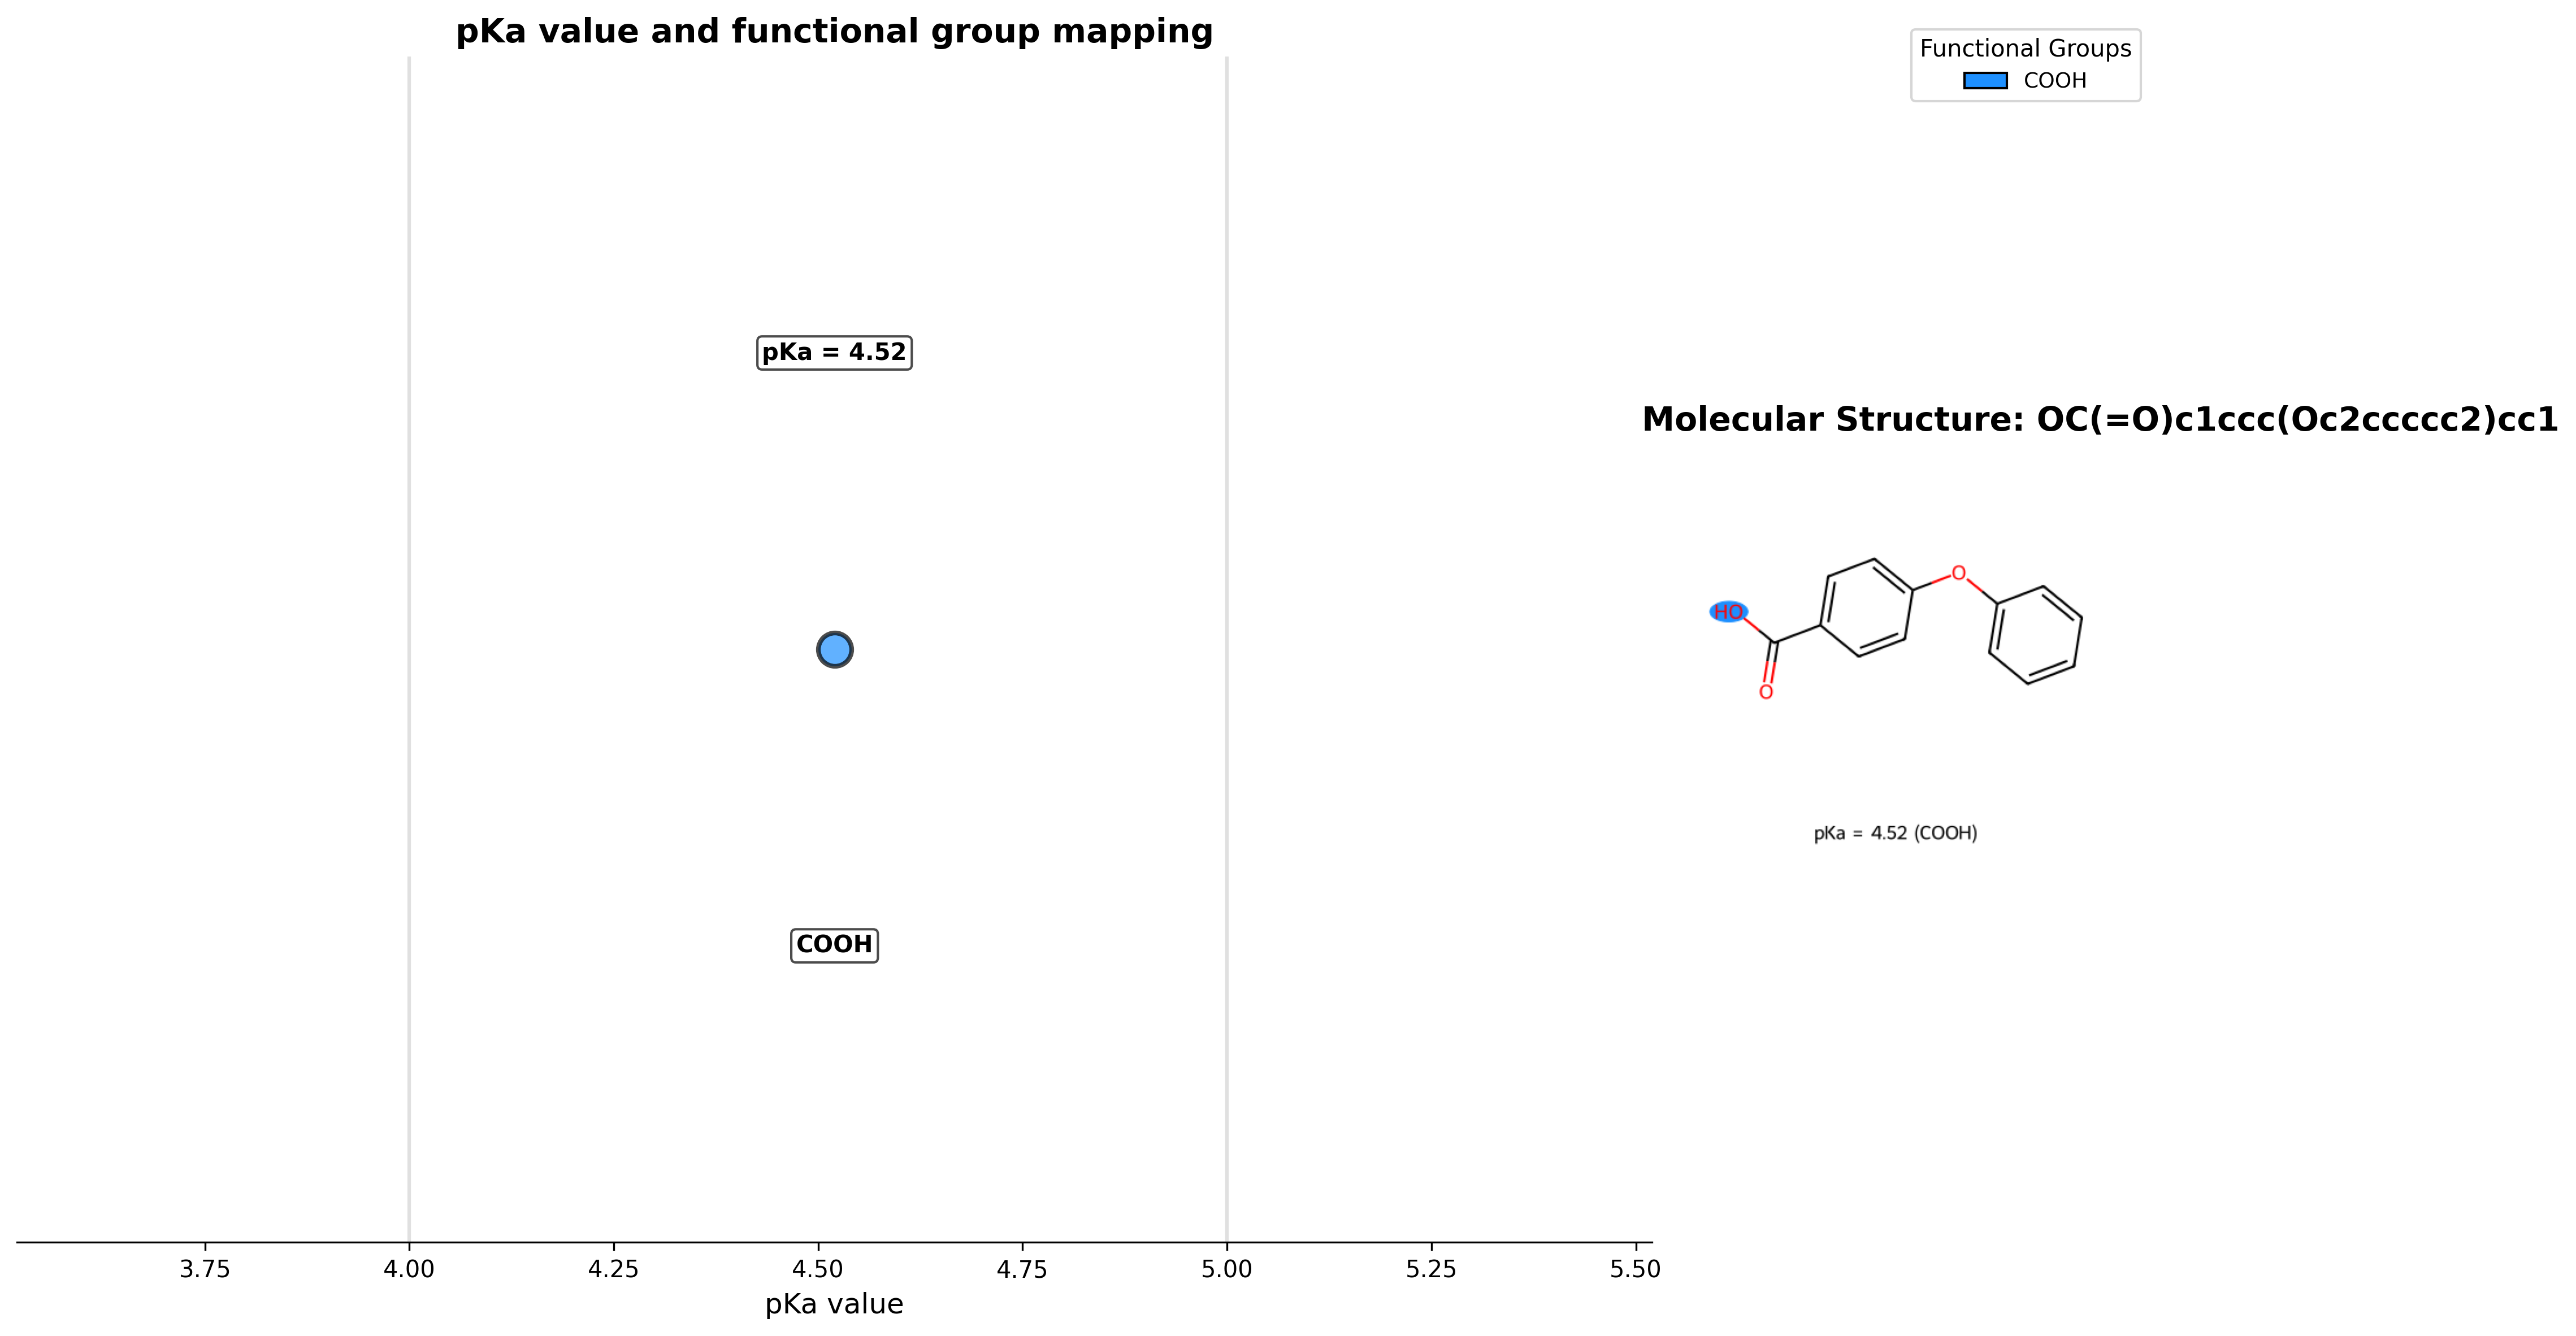 pKa value and functional group mapping
pKa = 4.52
COOH
3.75
4.00
4.25
4.50
4.75
5.00
5.25
5.50
pKa value
Functional Groups
COOH
Molecular Structure: OC(=O)c1ccc(Oc2ccccc2)cc1
O
HO
O
pKa = 4.52 (COOH)